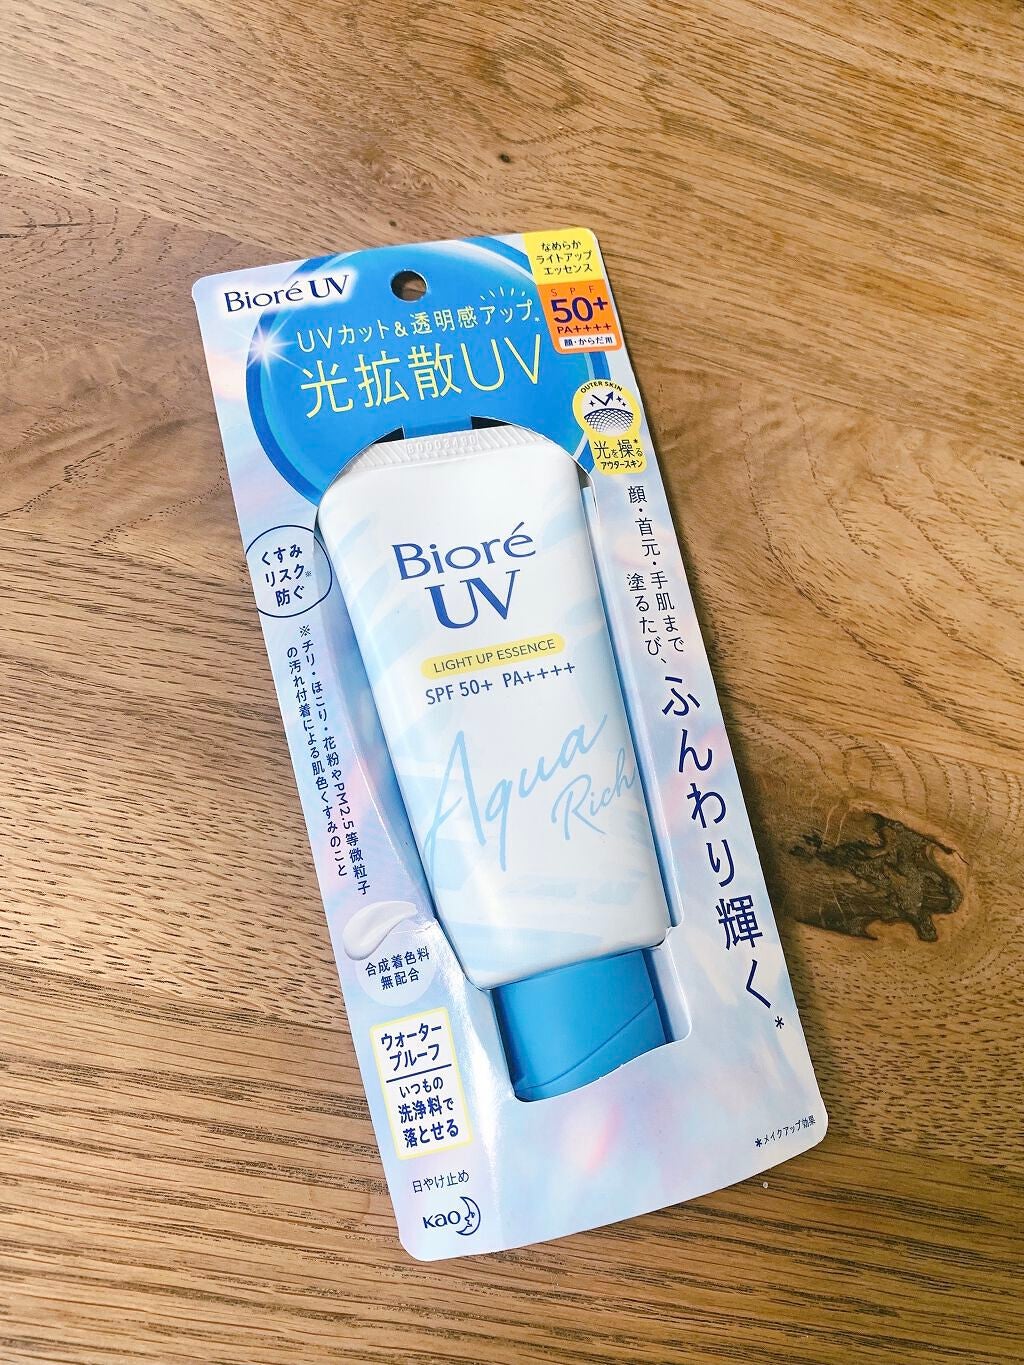 Bioré UV
UVカット&透明感アップ*
光拡散UV
なめらか
ライトアップ
エッセンス
SPF
50+
PA++++
顔・からだ用
OUTER SKIN
光を操る*
アウタースキン
顔・首元・手肌まで
塗るたび、
ふんわり輝く*
くすみ
リスク※
防ぐ
※チリ・ほこり・花粉やPM2.5等微粒子
の汚れ付着による肌色くすみのこと
Bioré
UV
LIGHT UP ESSENCE
SPF 50+ PA++++
Aqua
Rich
合成着色料
無配合
ウォーター
プルーフ
いつもの
洗浄料で
落とせる
日やけ止め
Kao
*メイクアップ効果